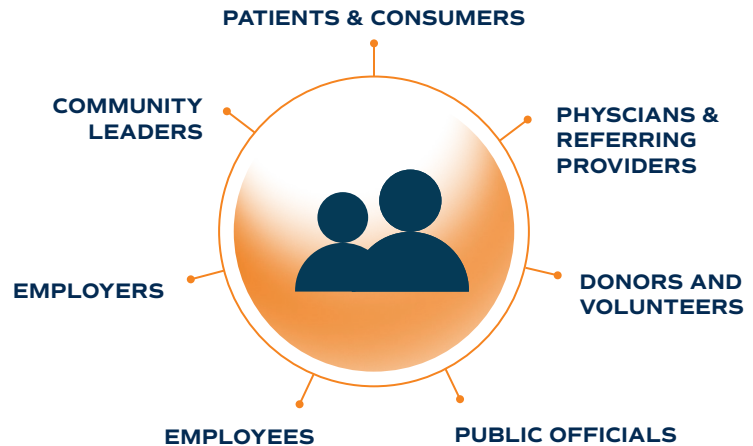 PATIENTS & CONSUMERS
COMMUNITY
LEADERS
PHYSCIANS &
REFERRING
PROVIDERS
EMPLOYERS
DONORS AND
VOLUNTEERS
EMPLOYEES
PUBLIC OFFICIALS